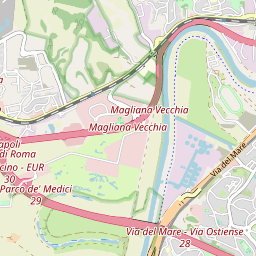 Magliana Vecchia
Magliana Vecchia
apoli
di Roma
cino - EUR
30
Parco de' Medici
29
Via del Mare
Via del Mare - Via Ostiense
28